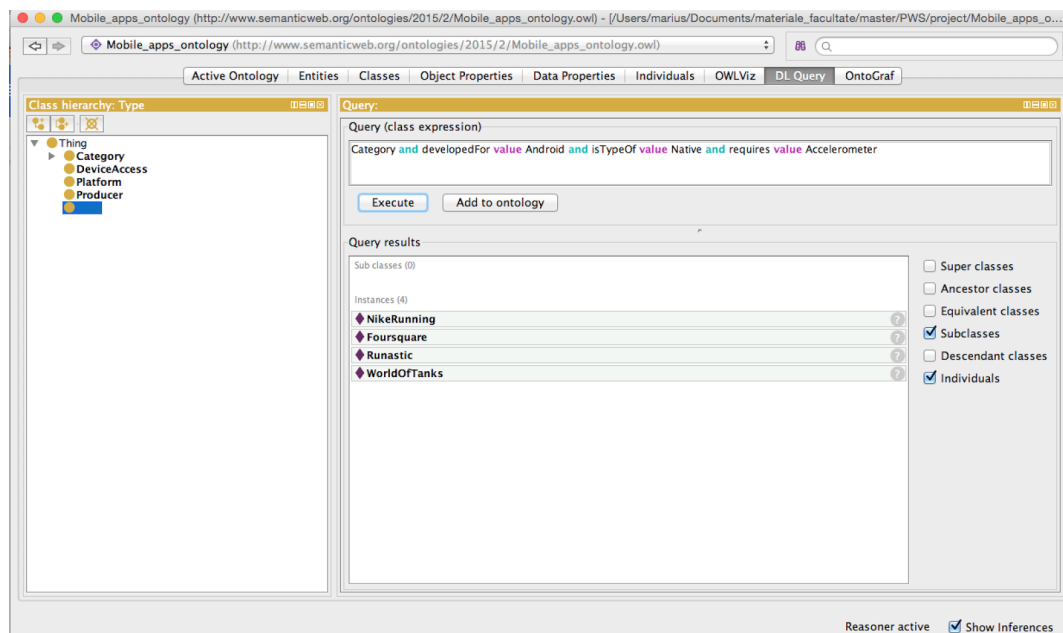 Mobile_apps_ontology (http://www.semanticweb.org/ontologies/2015/2/Mobile_apps_ontology.owl) - [/Users/marius/Documents/materiale_facultate/master/PWS/project/Mobile_apps_o...
Mobile_apps_ontology (http://www.semanticweb.org/ontologies/2015/2/Mobile_apps_ontology.owl)
Active Ontology Entities Classes Object Properties Data Properties Individuals OWLViz DL Query OntoGraf
Class hierarchy: Type
Thing
Category
DeviceAccess
Platform
Producer
Query:
Query (class expression)
Category and developedFor value Android and isTypeOf value Native and requires value Accelerometer
Execute Add to ontology
Query results
Sub classes (0)
Instances (4)
NikeRunning
Foursquare
Runastic
WorldOfTanks
Super classes
Ancestor classes
Equivalent classes
Subclasses
Descendant classes
Individuals
Reasoner active Show Inferences